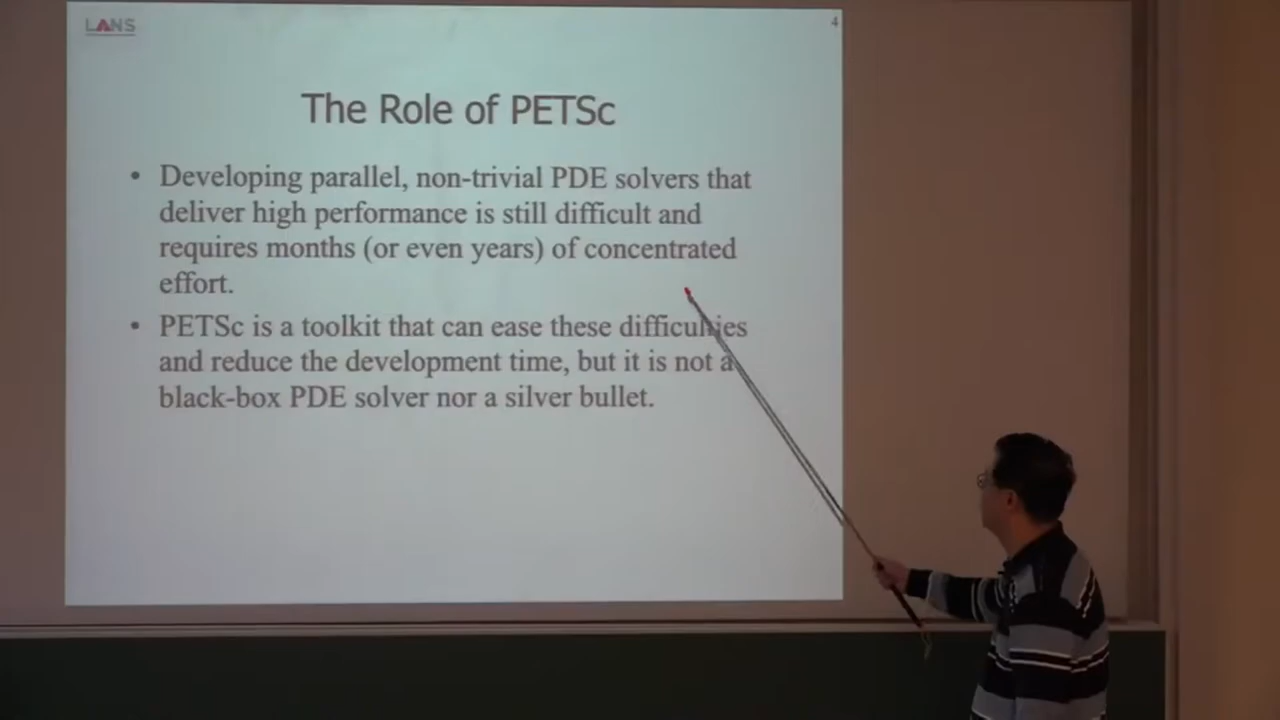 LANS
4
The Role of PETSc
• Developing parallel, non-trivial PDE solvers that
deliver high performance is still difficult and
requires months (or even years) of concentrated
effort.
• PETSc is a toolkit that can ease these difficulties
and reduce the development time, but it is not a
black-box PDE solver nor a silver bullet.